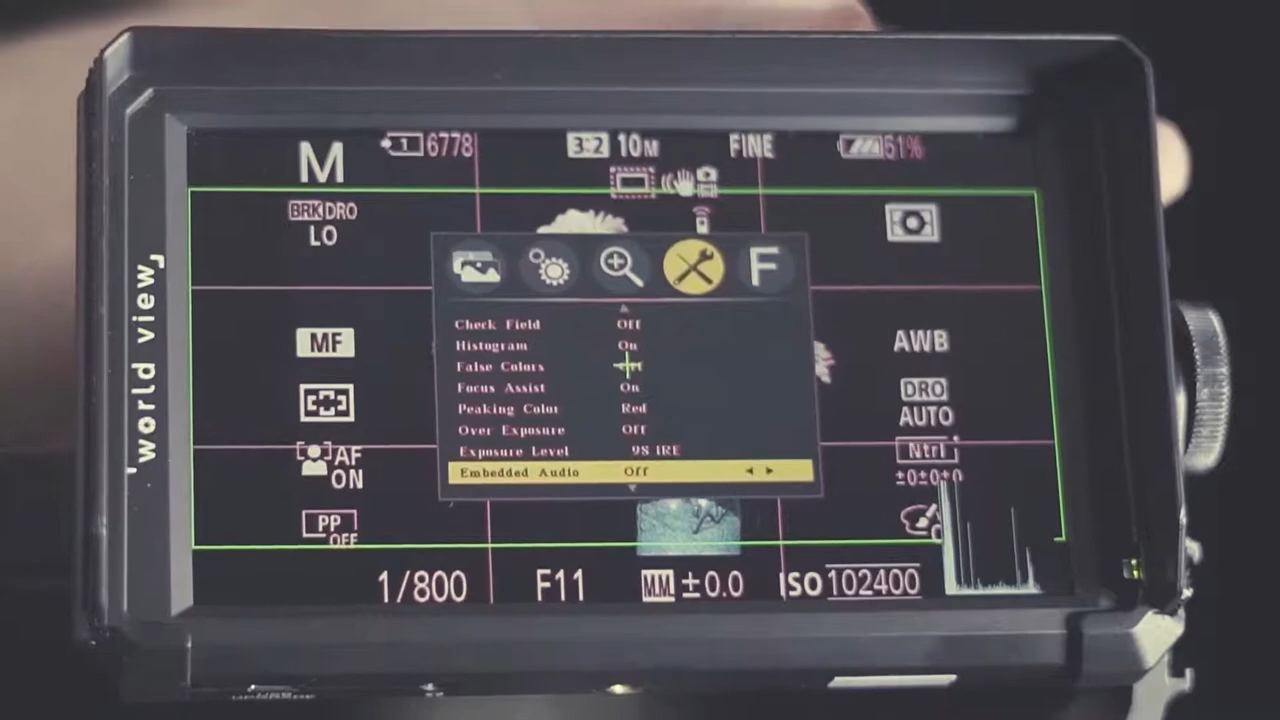 M
1 6778
3:2 10M
FINE
51%
BRK DRO
LO
F
Check Field Off
Histogram On
False Colors
Focus Assist On
Peaking Color Red
Over Exposure Off
Exposure Level 98 IRE
Embedded Audio Off
MF
AF
ON
PP
OFF
AWB
DRO
AUTO
Ntrl
±0±0±0
1/800
F11
M.M. ±0.0
ISO 102400
world view